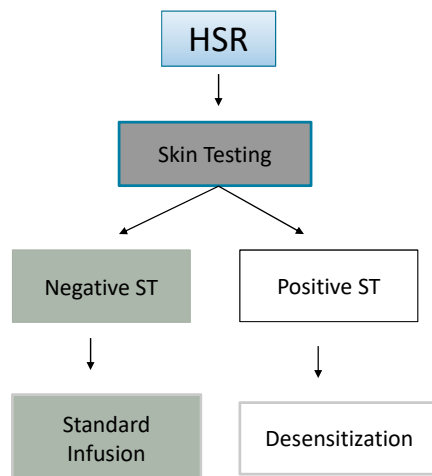 HSR
Skin Testing
Negative ST
Positive ST
Standard
Infusion
Desensitization